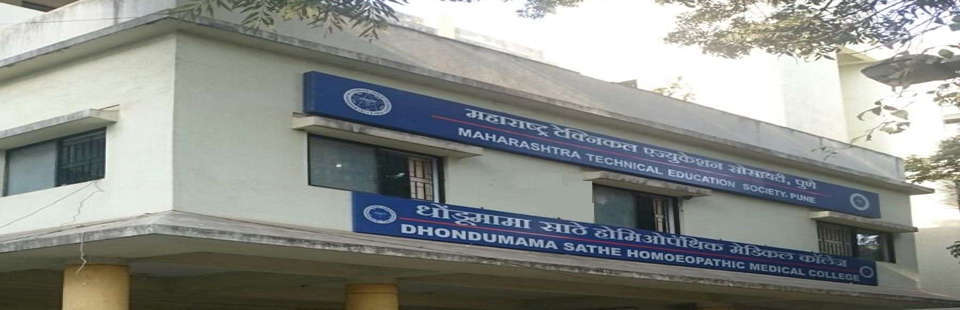 महाराष्ट्र टेक्निकल एज्युकेशन सोसायटी, पुणे
MAHARASHTRA TECHNICAL EDUCATION SOCIETY- PUNE
धोंडूमामा साठे होमिओपॅथिक मेडिकल कॉलेज
DHONDUMAMA SATHE HOMOEOPATHIC MEDICAL COLLEGE